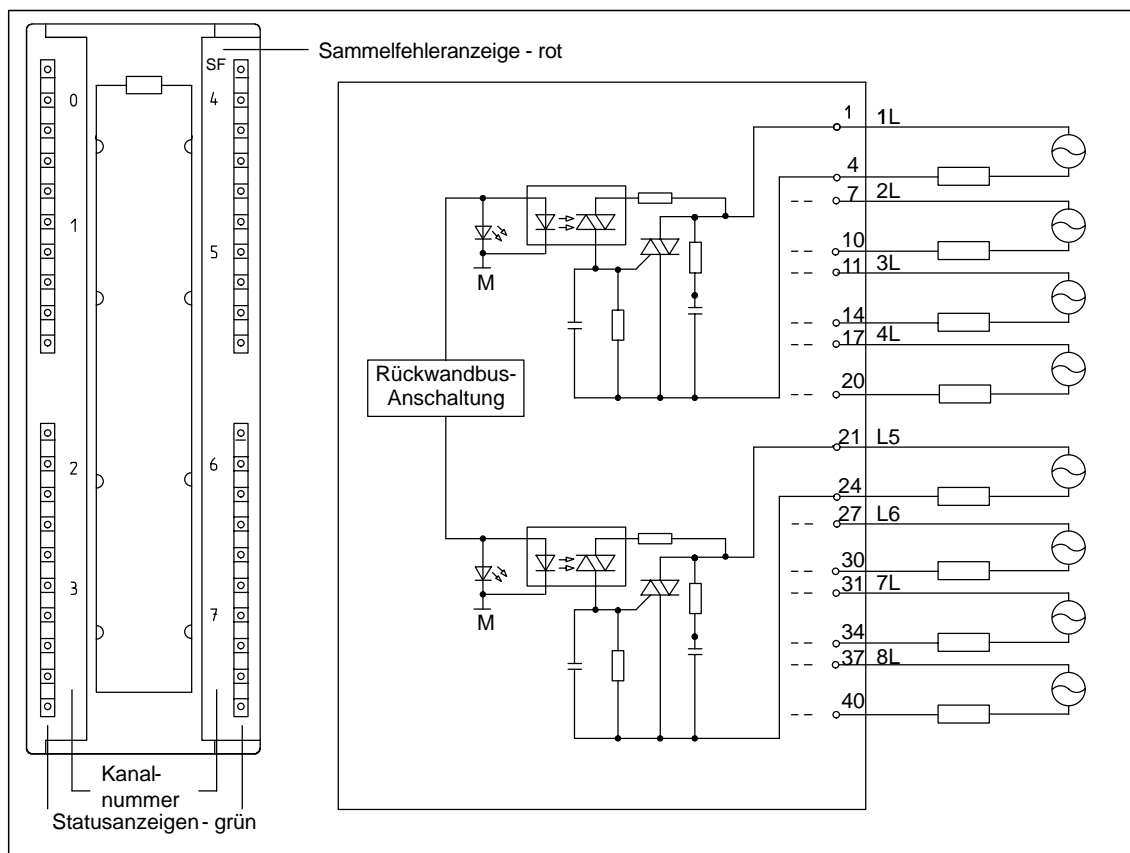 Sammelfehleranzeige - rot
SF
0
4
1
5
2
6
3
7
Kanal-
nummer
Statusanzeigen - grün
M
Rückwandbus-
Anschaltung
M
1 1L
4
7 2L
10
11 3L
14
17 4L
20
21 L5
24
27 L6
30
31 7L
34
37 8L
40